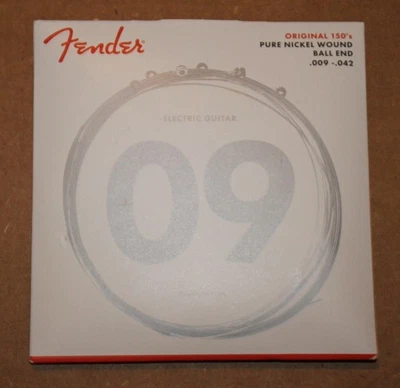 Fender
ORIGINAL 150's
PURE NICKEL WOUND
BALL END
.009 -.042
ELECTRIC GUITAR
09